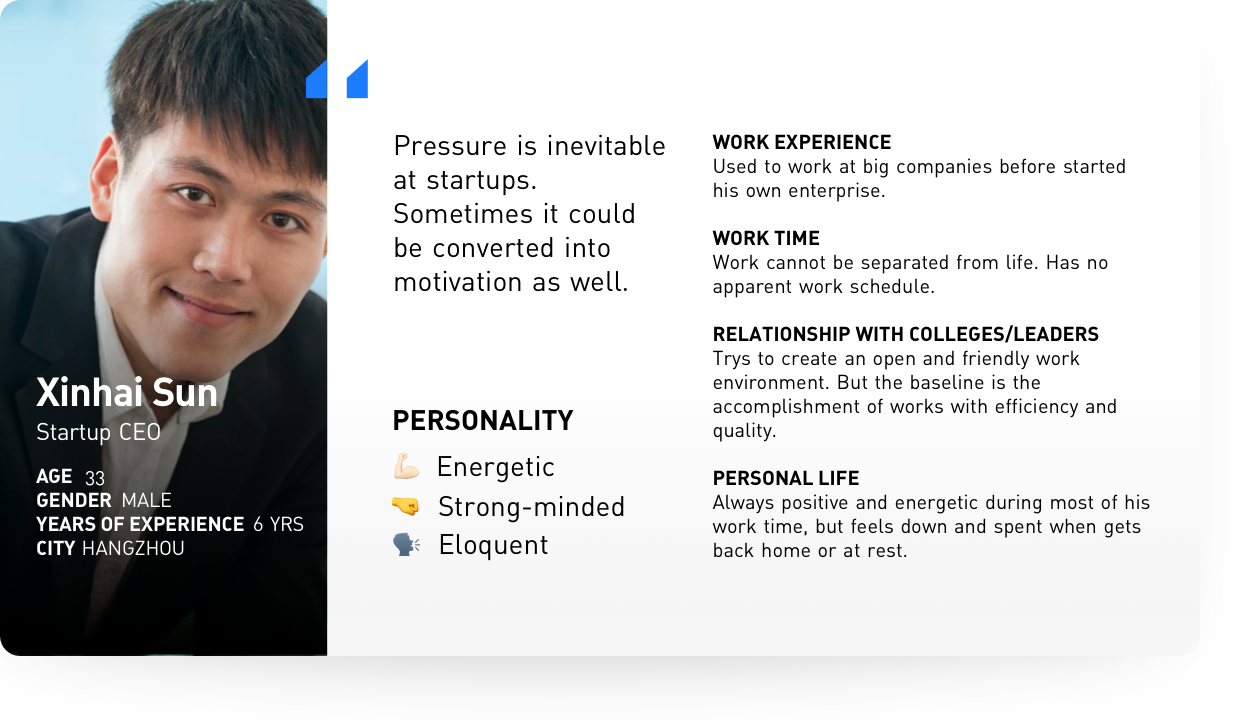 Xinhai Sun
Startup CEO
AGE 33
GENDER MALE
YEARS OF EXPERIENCE 6 YRS
CITY HANGZHOU
Pressure is inevitable
at startups.
Sometimes it could
be converted into
motivation as well.
PERSONALITY
Energetic
Strong-minded
Eloquent
WORK EXPERIENCE
Used to work at big companies before started
his own enterprise.
WORK TIME
Work cannot be separated from life. Has no
apparent work schedule.
RELATIONSHIP WITH COLLEGES/LEADERS
Trys to create an open and friendly work
environment. But the baseline is the
accomplishment of works with efficiency and
quality.
PERSONAL LIFE
Always positive and energetic during most of his
work time, but feels down and spent when gets
back home or at rest.